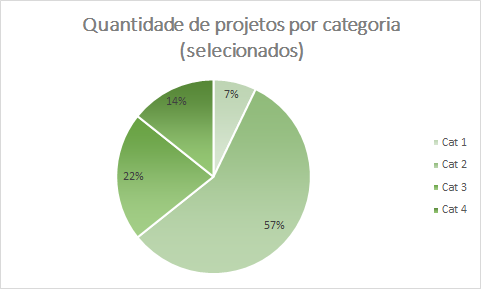 Quantidade de projetos por categoria
(selecionados)
7%
57%
22%
14%
Cat 1
Cat 2
Cat 3
Cat 4